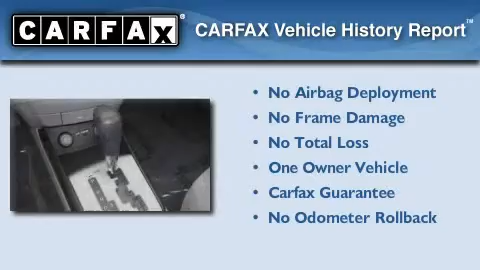 CARFAX® CARFAX Vehicle History Report™
• No Airbag Deployment
• No Frame Damage
• No Total Loss
• One Owner Vehicle
• Carfax Guarantee
• No Odometer Rollback